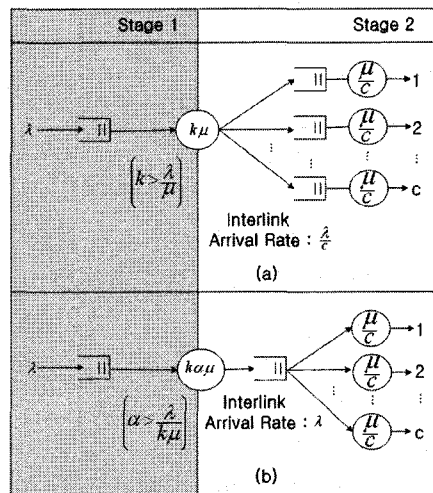 Stage 1
Stage 2
λ
kμ
(k > λ/μ)
μ/c
1
μ/c
2
μ/c
c
Interlink
Arrival Rate : λ/c
(a)
λ
kαμ
(α > λ/kμ)
μ/c
1
μ/c
2
μ/c
c
Interlink
Arrival Rate : λ
(b)